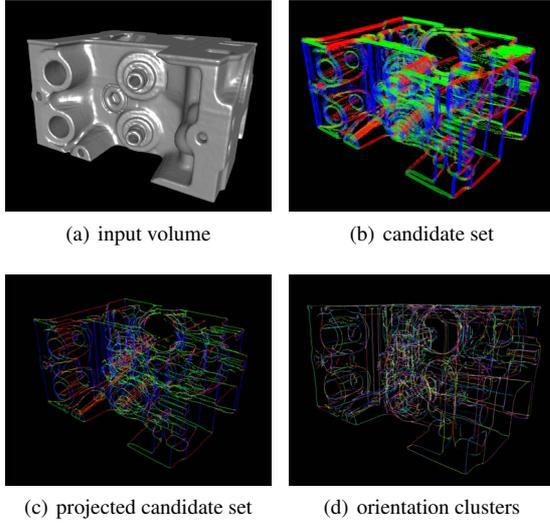 (a) input volume
(b) candidate set
(c) projected candidate set
(d) orientation clusters